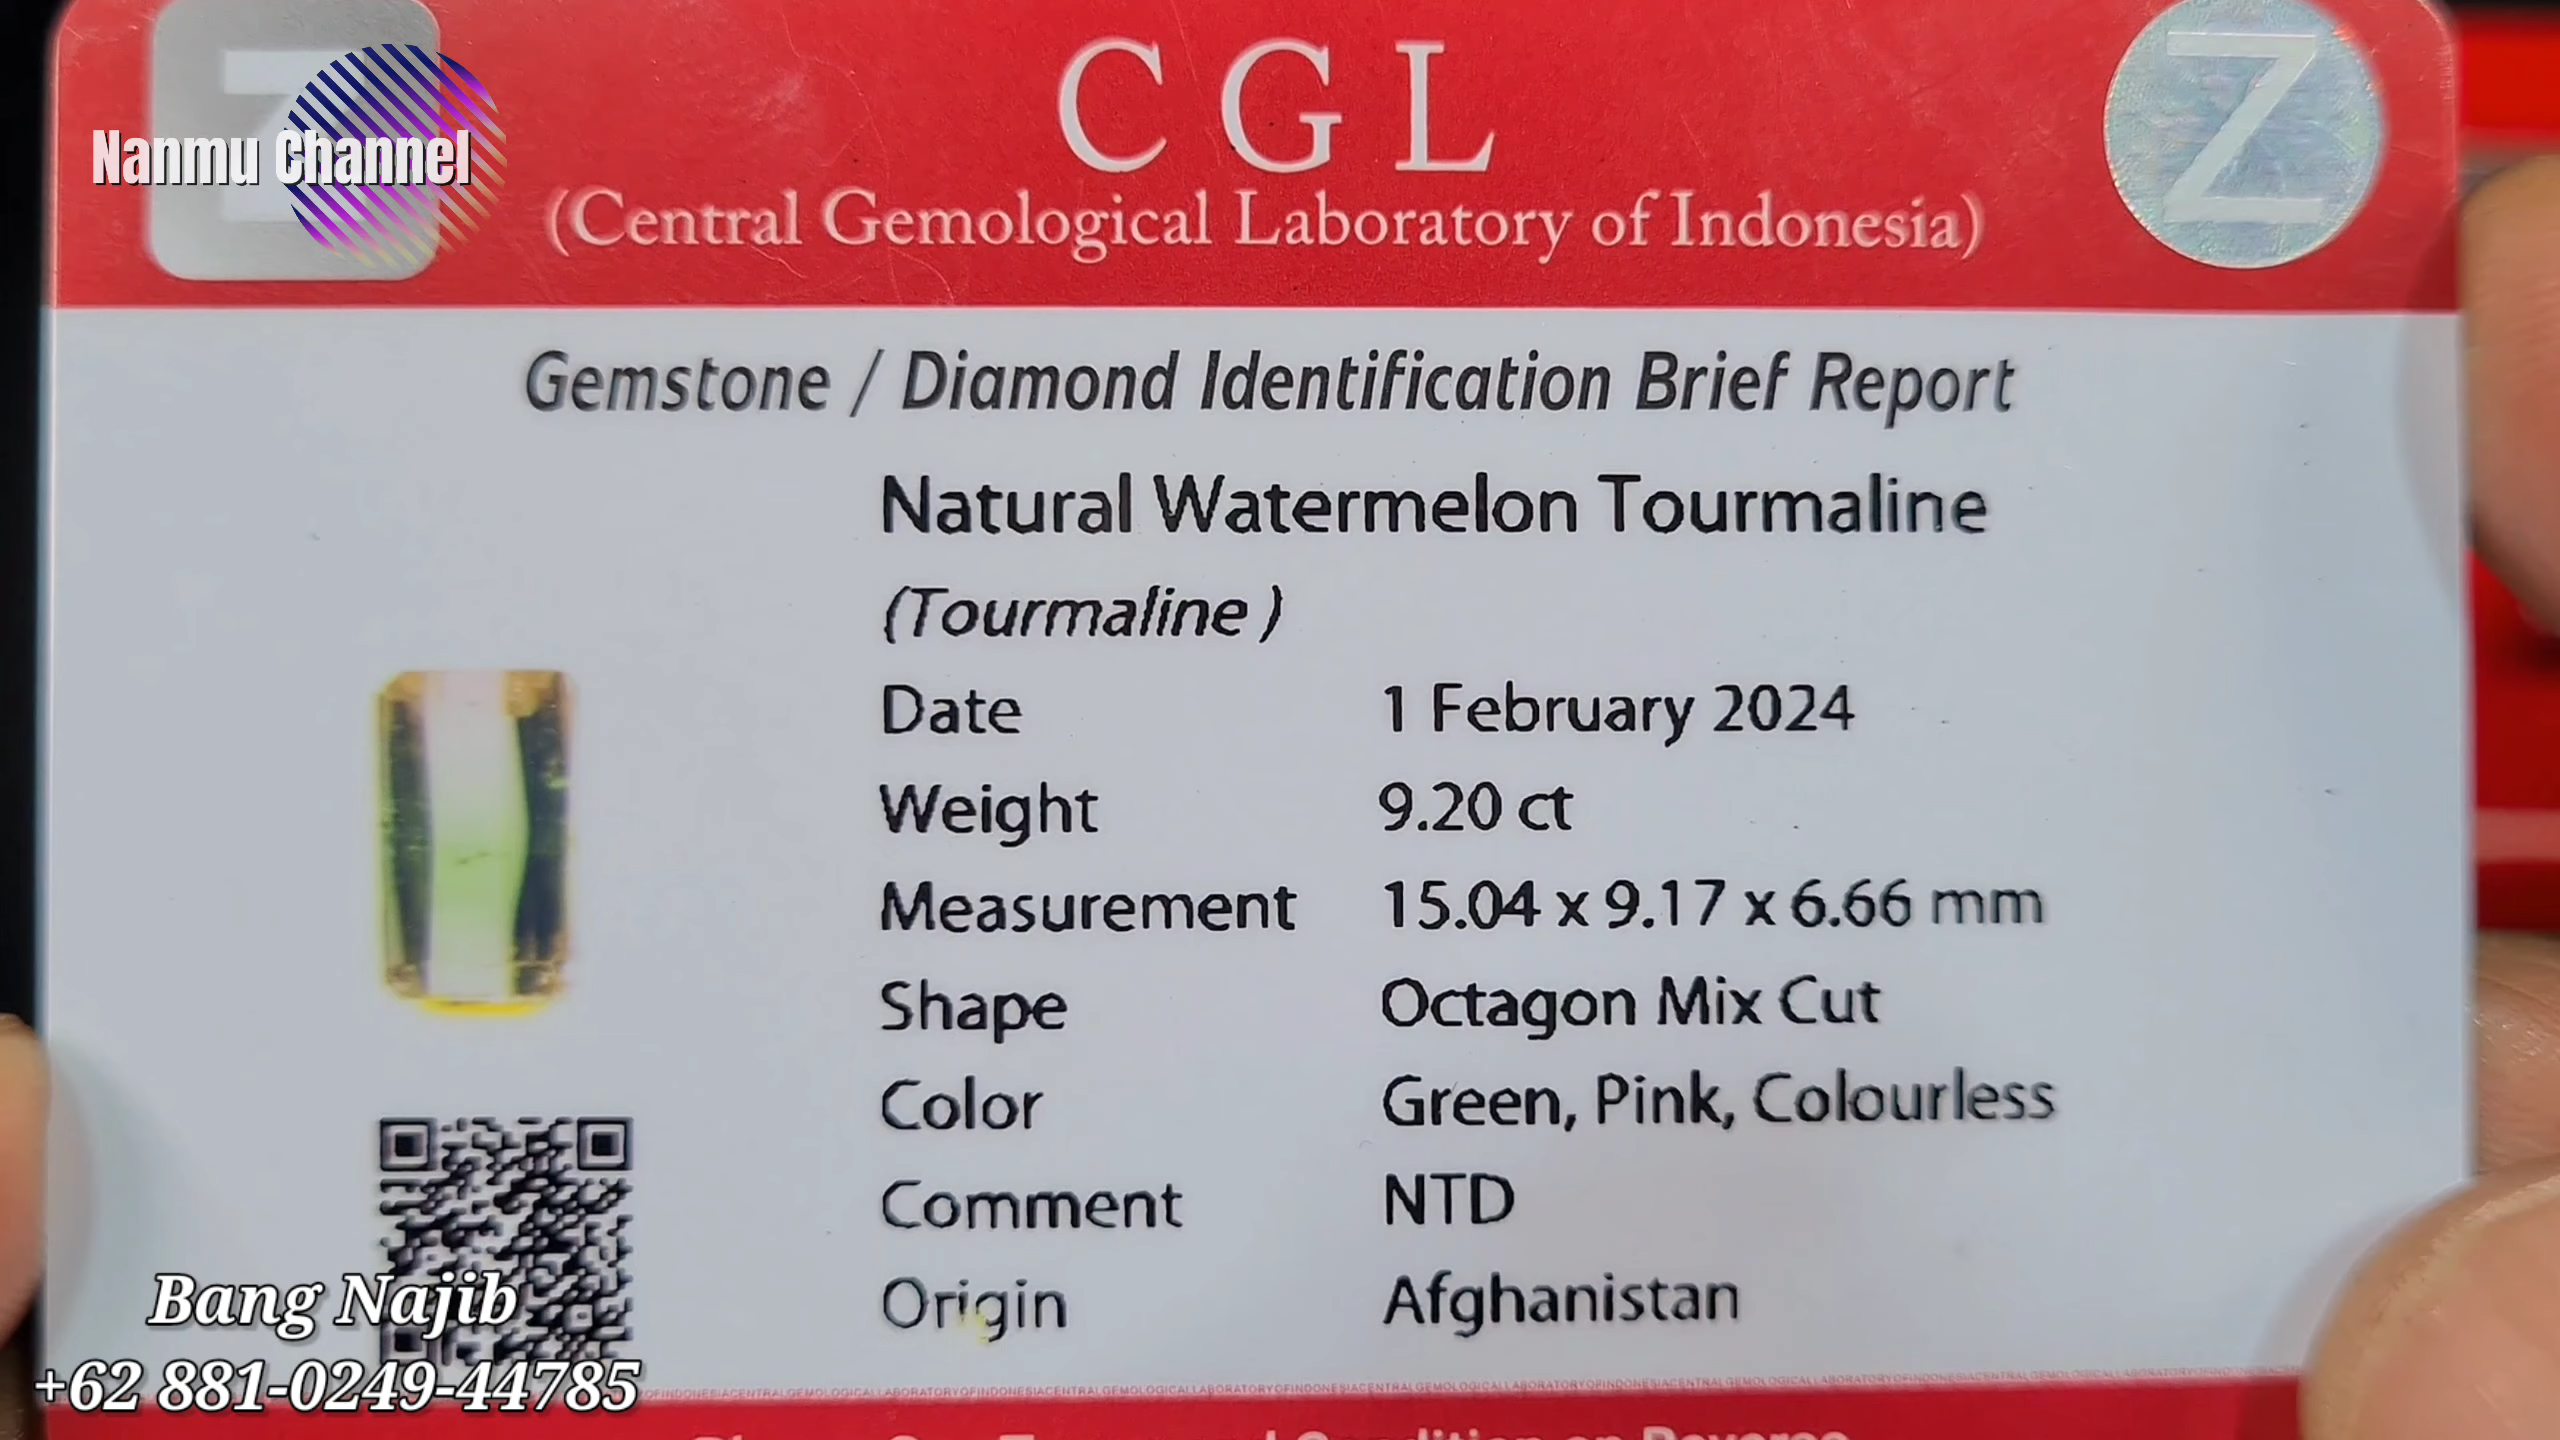 C G L
(Central Gemological Laboratory of Indonesia)
Z
Nanmu Channel
Gemstone / Diamond Identification Brief Report
Natural Watermelon Tourmaline
(Tourmaline )
Date 1 February 2024
Weight 9.20 ct
Measurement 15.04 x 9.17 x 6.66 mm
Shape Octagon Mix Cut
Color Green, Pink, Colourless
Comment NTD
Origin Afghanistan
Bang Najib
+62 881-0249-44785